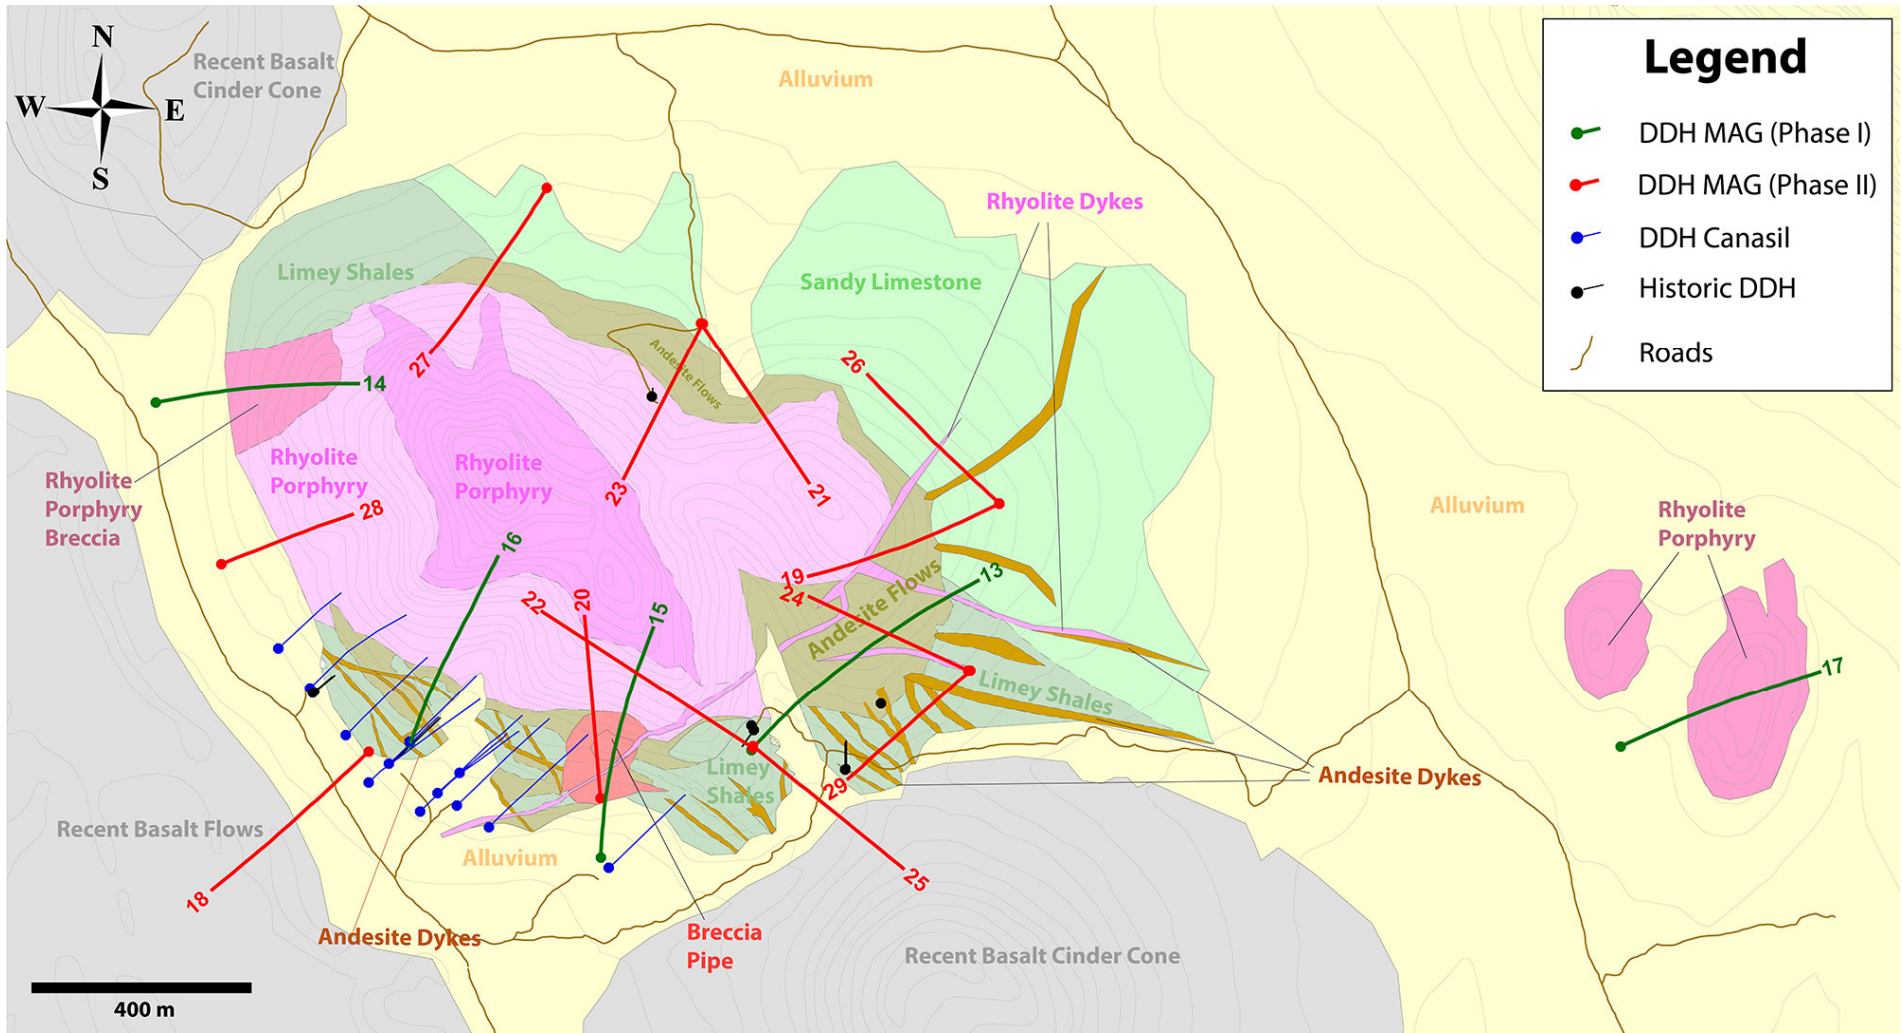 N
W
E
S
Recent Basalt
Cinder Cone
Alluvium
Legend
DDH MAG (Phase I)
DDH MAG (Phase II)
DDH Canasil
Historic DDH
Roads
Rhyolite Dykes
Limey Shales
Sandy Limestone
27
14
Andesite Flows
26
Rhyolite
Porphyry
Rhyolite
Porphyry
Rhyolite
Porphyry
Breccia
28
23
21
Alluvium
Rhyolite
Porphyry
16
19
24
13
22
20
15
Andesite Flows
17
Limey Shales
Limey
Shales
29
Andesite Dykes
Recent Basalt Flows
Alluvium
18
25
Andesite Dykes
Breccia
Pipe
Recent Basalt Cinder Cone
400 m